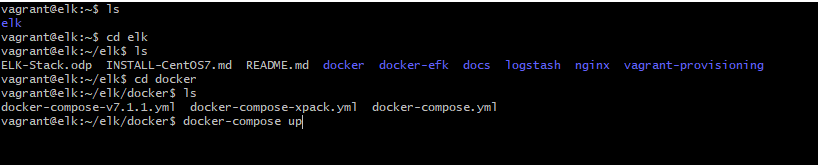 vagrant@elk:~$ ls
elk
vagrant@elk:~$ cd elk
vagrant@elk:~/elk$ ls
ELK-Stack.odp  INSTALL-CentOS7.md  README.md  docker  docker-efk  docs  logstash  nginx  vagrant-provisioning
vagrant@elk:~/elk$ cd docker
vagrant@elk:~/elk/docker$ ls
docker-compose-v7.1.1.yml  docker-compose-xpack.yml  docker-compose.yml
vagrant@elk:~/elk/docker$ docker-compose up